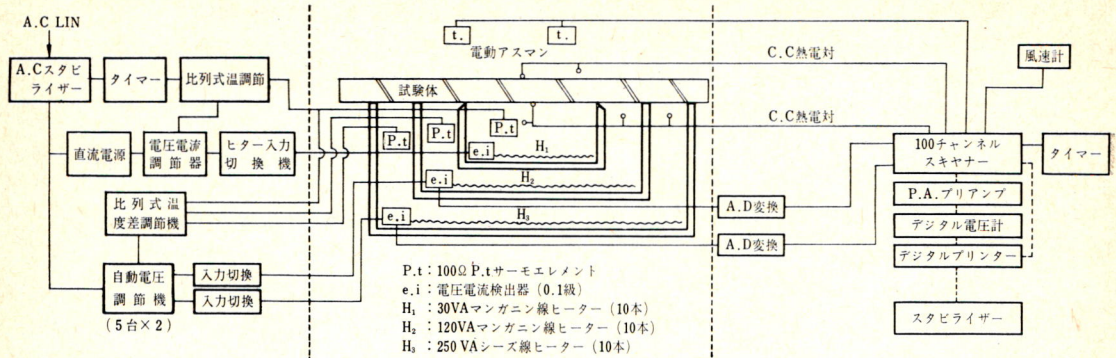 A.C LIN
A.Cスタビ
ライザー
タイマー
比列式温調節
直流電源
電圧電流
調節器
ヒター入力
切換機
比列式温
度差調節機
自動電圧
調節機
(5台×2)
入力切換
入力切換
t.
t.
電動アスマン
試験体
P.t
P.t
P.t
e.i
H₁
e.i
H₂
e.i
H₃
P.t：100Ω P.tサーモエレメント
e.i：電圧電流検出器 (0.1級)
H₁：30VAマンガニン線ヒーター (10本)
H₂：120VAマンガニン線ヒーター (10本)
H₃：250 VAシーズ線ヒーター (10本)
C.C熱電対
C.C熱電対
A.D変換
A.D変換
風速計
100チャンネル
スキャナー
タイマー
P.A.プリアンプ
デジタル電圧計
デジタルプリンター
スタビライザー